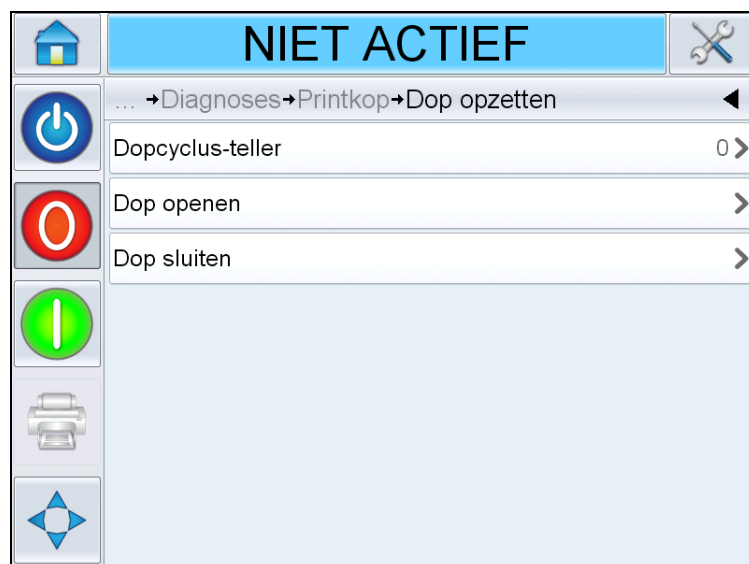 NIET ACTIEF
... →Diagnoses→Printkop→Dop opzetten
Dopcyclus-teller 0
Dop openen
Dop sluiten